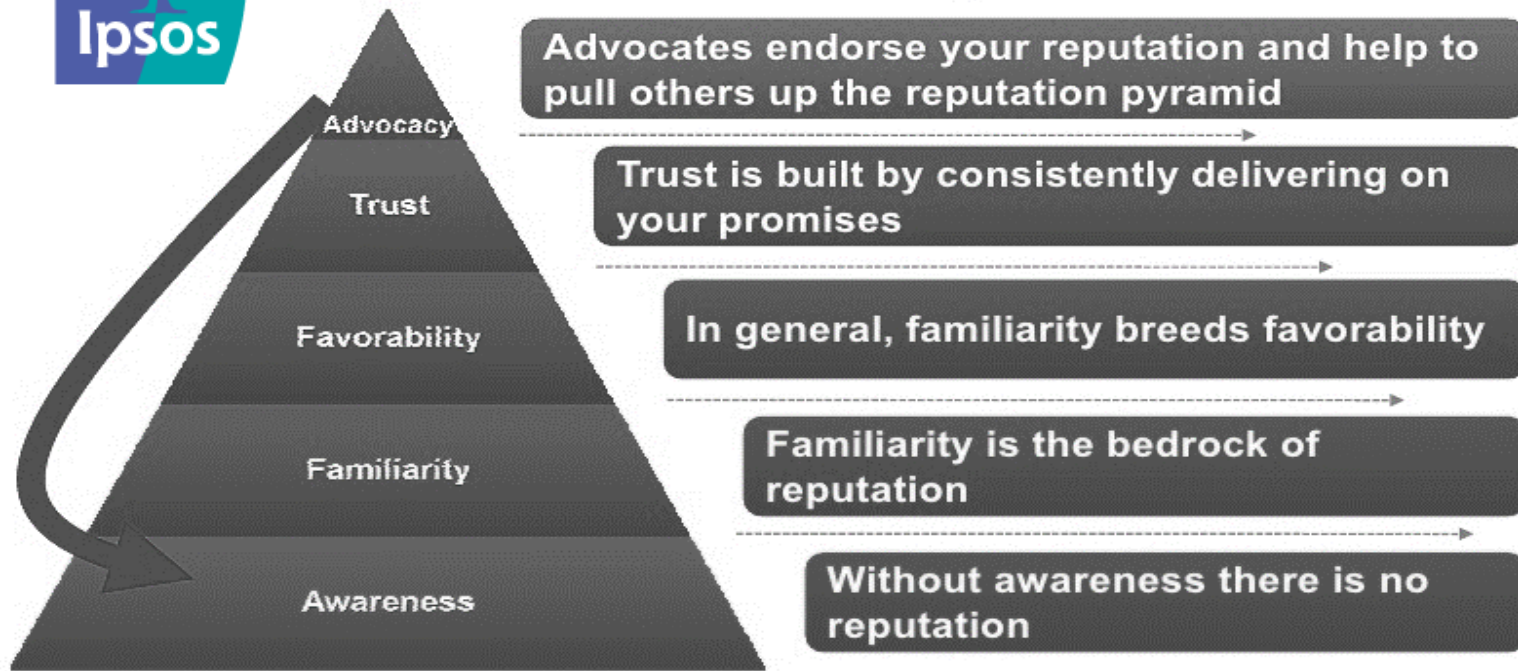 Ipsos
Advocates endorse your reputation and help to
pull others up the reputation pyramid
Advocacy
Trust is built by consistently delivering on
your promises
Trust
In general, familiarity breeds favorability
Favorability
Familiarity is the bedrock of
reputation
Familiarity
Without awareness there is no
reputation
Awareness